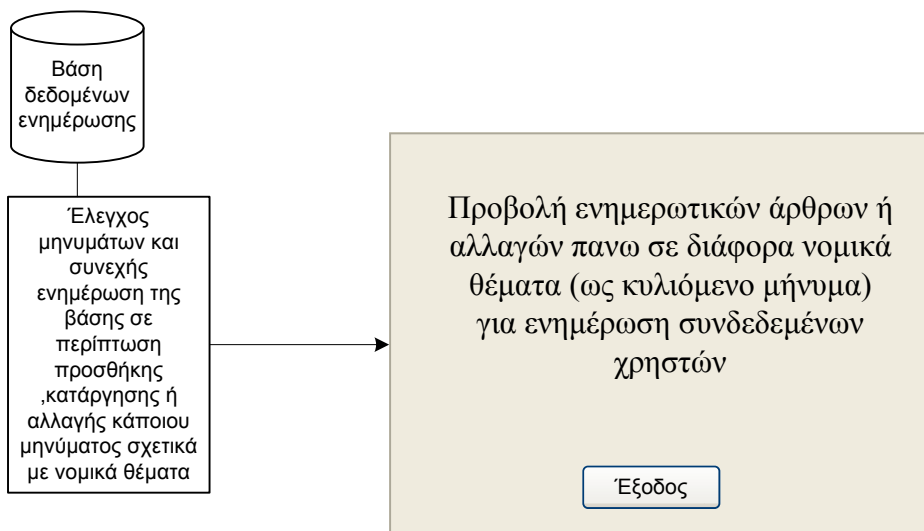 Βάση
δεδομένων
ενημέρωσης
Έλεγχος
μηνυμάτων και
συνεχής
ενημέρωση της
βάσης σε
περίπτωση
προσθήκης
,κατάργησης ή
αλλαγής κάποιου
μηνύματος σχετικά
με νομικά θέματα
Προβολή ενημερωτικών άρθρων ή
αλλαγών πανω σε διάφορα νομικά
θέματα (ως κυλιόμενο μήνυμα)
για ενημέρωση συνδεδεμένων
χρηστών
Έξοδος